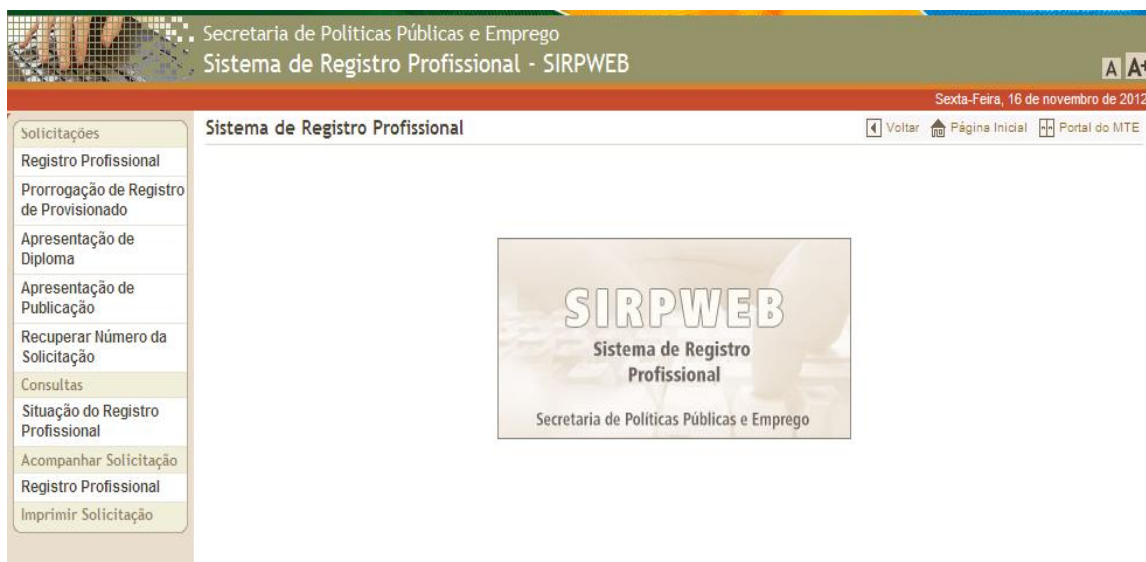 Secretaria de Politicas Públicas e Emprego
Sistema de Registro Profissional - SIRPWEB
A A+
Sexta-Feira, 16 de novembro de 2012
Solicitações
Registro Profissional
Prorrogação de Registro
de Provisionado
Apresentação de
Diploma
Apresentação de
Publicação
Recuperar Número da
Solicitação
Consultas
Situação do Registro
Profissional
Acompanhar Solicitação
Registro Profissional
Imprimir Solicitação
Sistema de Registro Profissional
Voltar Página Inicial Portal do MTE
SIRPWEB
Sistema de Registro
Profissional
Secretaria de Políticas Públicas e Emprego